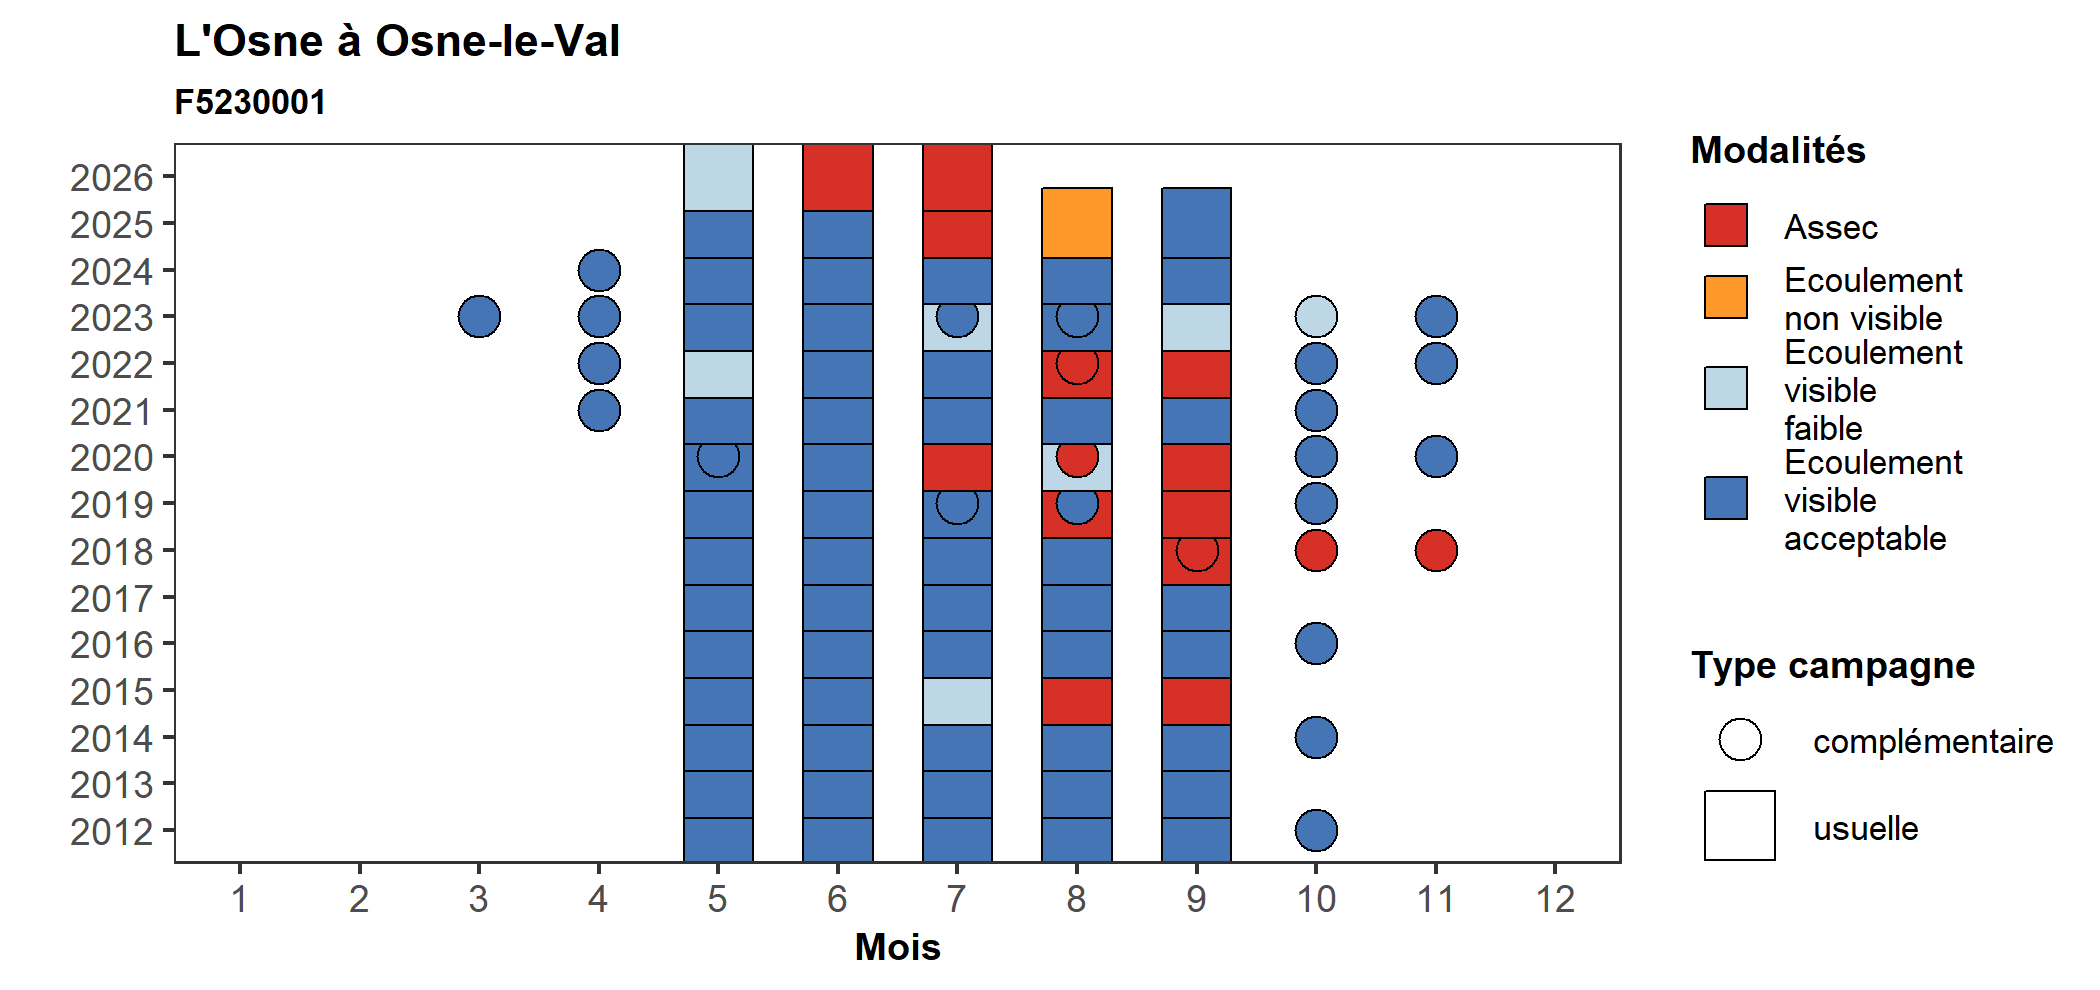 L'Osne à Osne-le-Val
F5230001
2026
2025
2024
2023
2022
2021
2020
2019
2018
2017
2016
2015
2014
2013
2012
1 2 3 4 5 6 7 8 9 10 11 12
Mois
Modalités
Assec
Ecoulement
non visible
Ecoulement
visible
faible
Ecoulement
visible
acceptable
Type campagne
complémentaire
usuelle